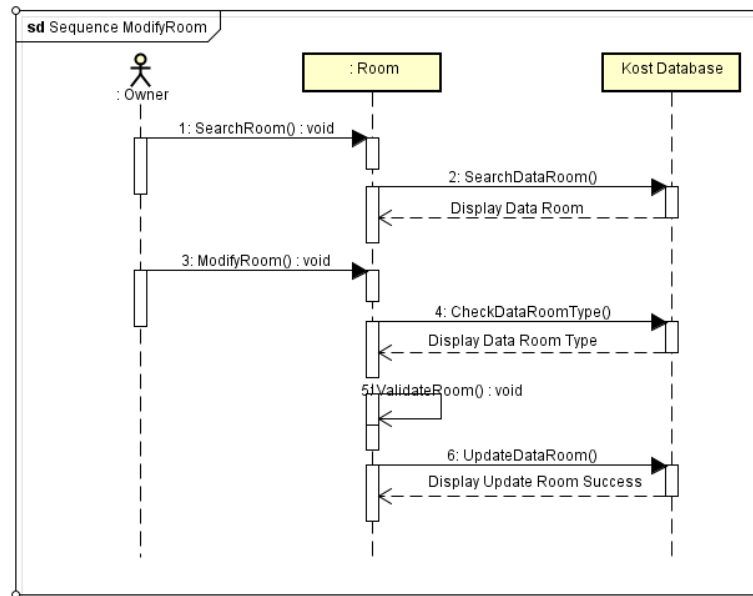 sd Sequence ModifyRoom
: Owner
: Room
Kost Database
1: SearchRoom() : void
2: SearchDataRoom()
Display Data Room
3: ModifyRoom() : void
4: CheckDataRoomType()
Display Data Room Type
5: ValidateRoom() : void
6: UpdateDataRoom()
Display Update Room Success